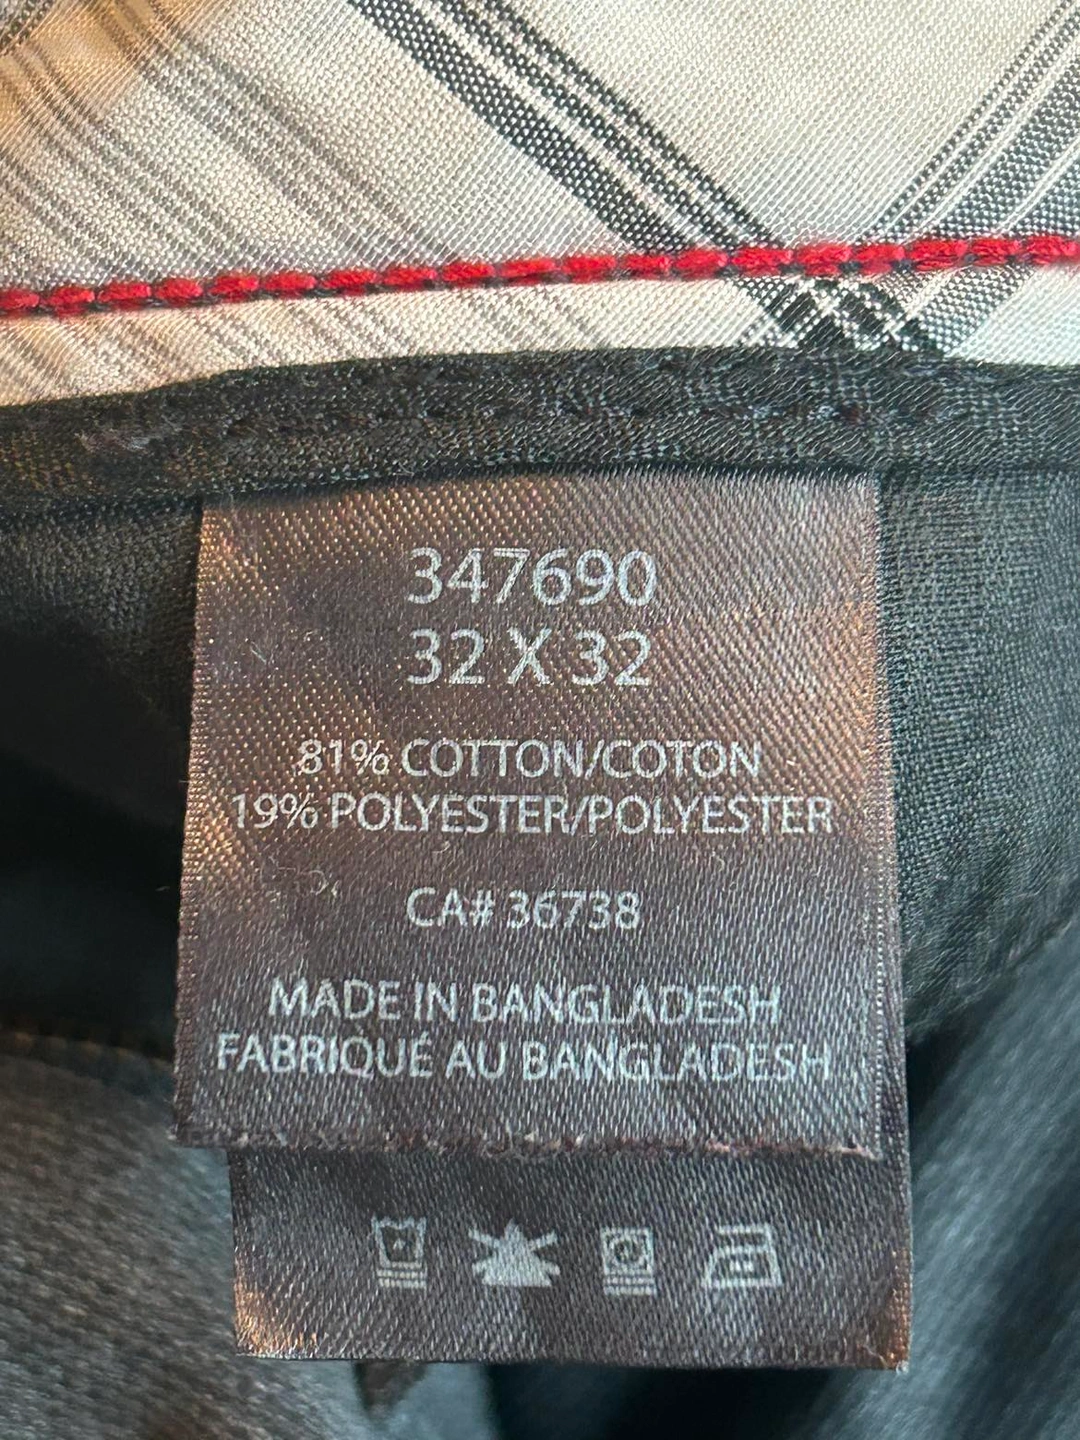 347690
32 X 32
81% COTTON/COTON
19% POLYESTER/POLYESTER
CA# 36738
MADE IN BANGLADESH
FABRIQUÉ AU BANGLADESH